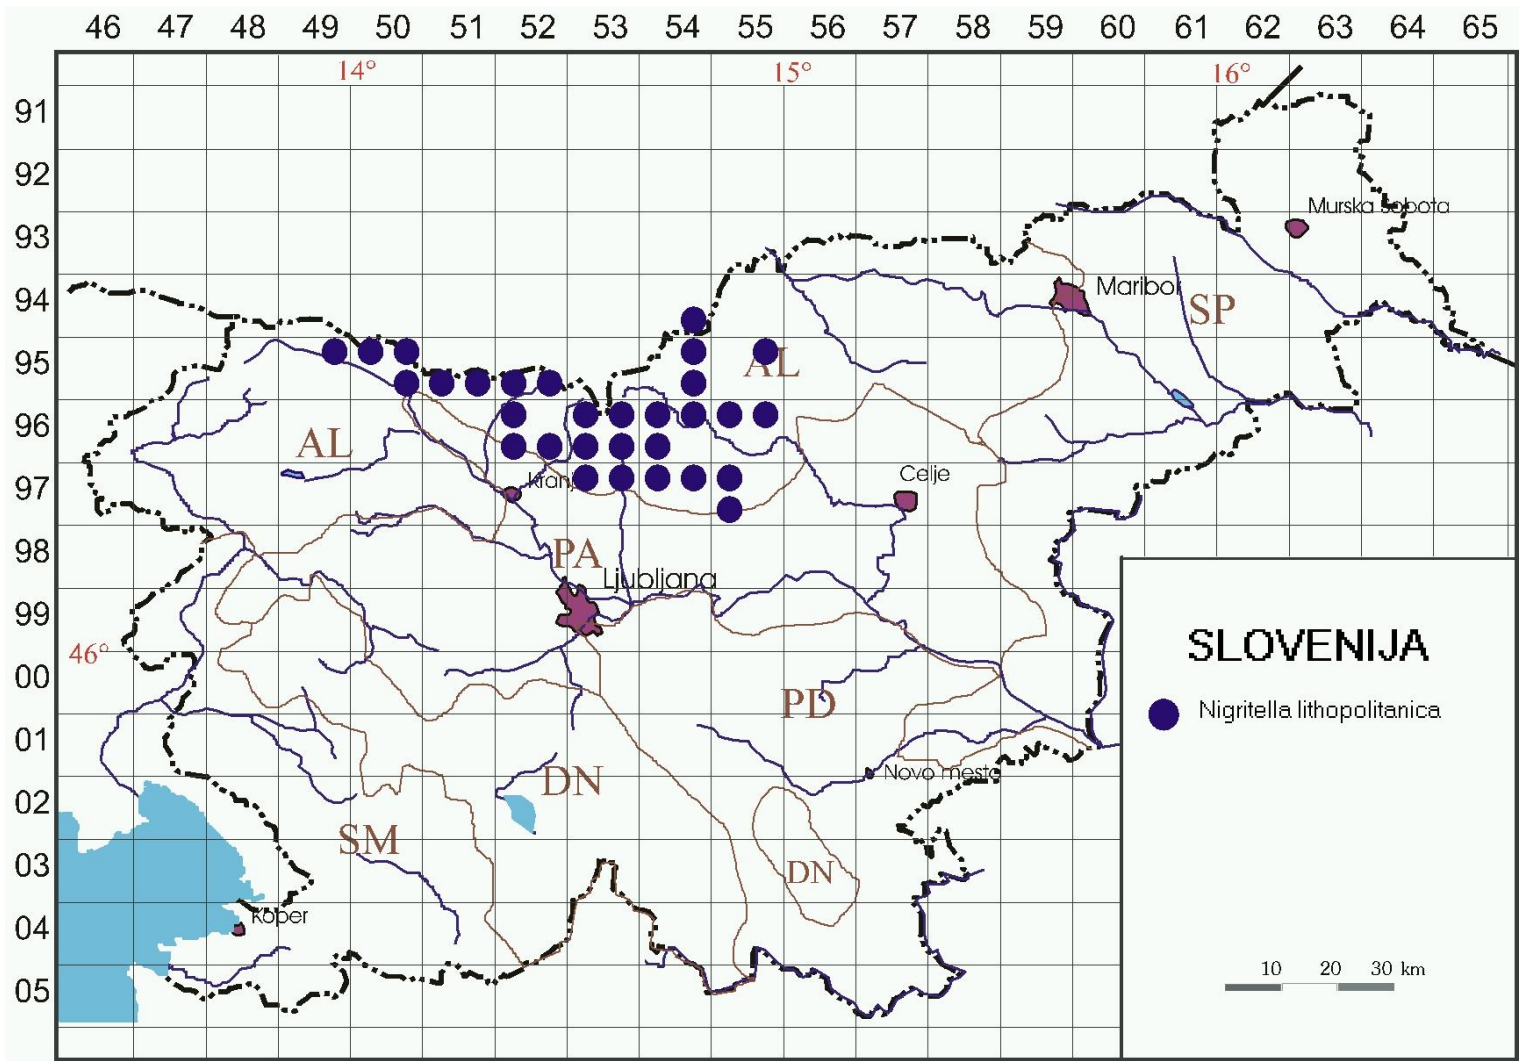 46 47 48 49 50 51 52 53 54 55 56 57 58 59 60 61 62 63 64 65
14° 15° 16°
91
92
Murska sobota
93
94
Maribor
SP
95
AL
96
AL
97
Kranj
Celje
98
PA
Ljubljana
99
46°
00
SLOVENIJA
PD
Nigritella lithopolitanica
01
Novo mesto
DN
02
SM
03
DN
04
Koper
05
10 20 30 km